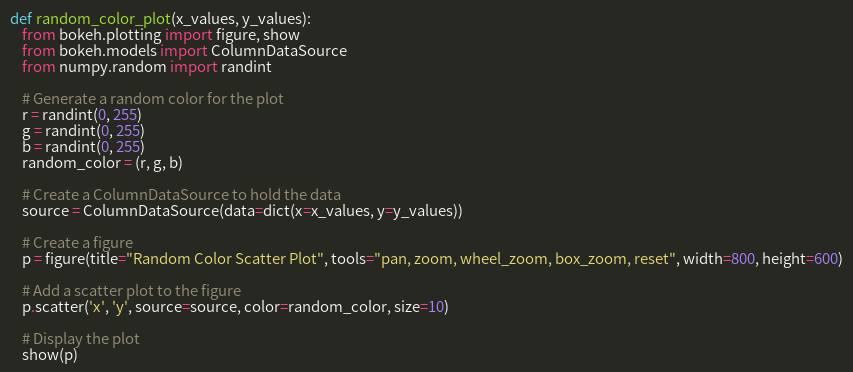 def random_color_plot(x_values, y_values):
from bokeh.plotting import figure, show
from bokeh.models import ColumnDataSource
from numpy.random import randint
# Generate a random color for the plot
r = randint(0, 255)
g = randint(0, 255)
b = randint(0, 255)
random_color = (r, g, b)
# Create a ColumnDataSource to hold the data
source = ColumnDataSource(data=dict(x=x_values, y=y_values))
# Create a figure
p = figure(title="Random Color Scatter Plot", tools="pan, zoom, wheel_zoom, box_zoom, reset", width=800, height=600)
# Add a scatter plot to the figure
p.scatter('x', 'y', source=source, color=random_color, size=10)
# Display the plot
show(p)